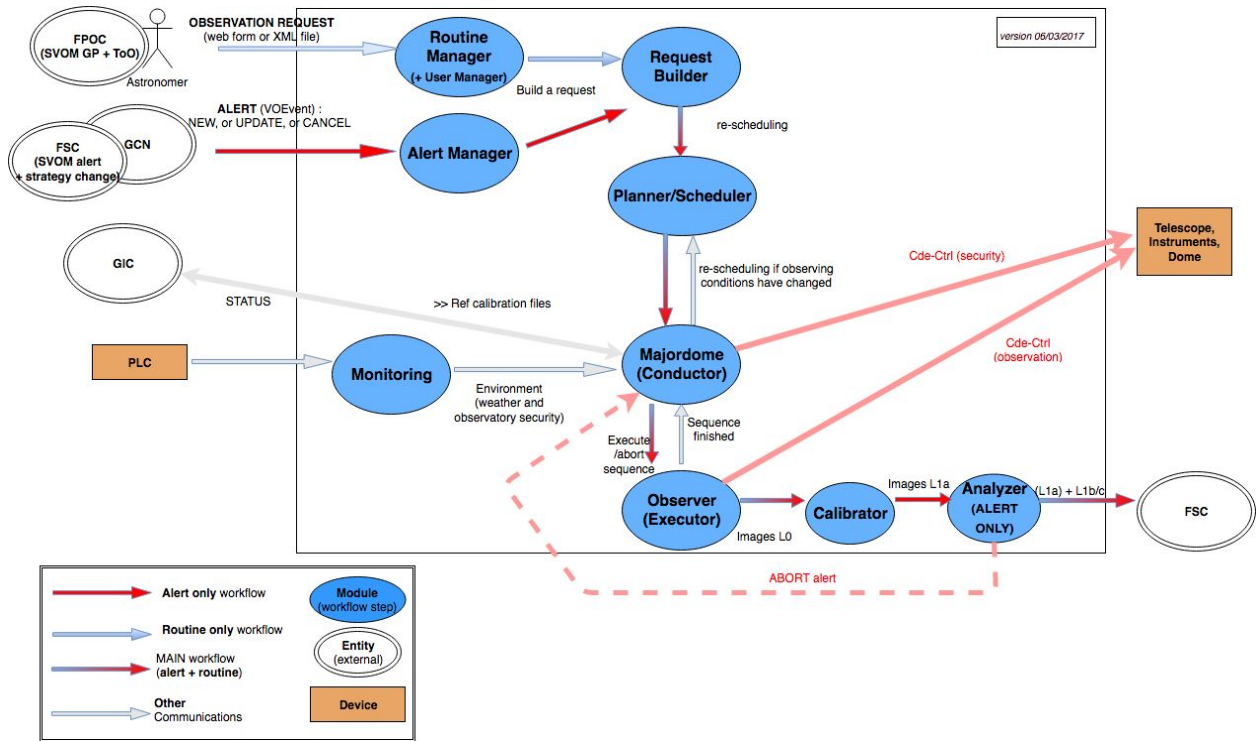 FPOC
(SVOM GP + ToO)
Astronomer
OBSERVATION REQUEST
(web form or XML file)
Routine
Manager
(+ User Manager)
Build a request
Request
Builder
version 06/03/2017
ALERT (VOEvent) :
NEW, or UPDATE, or CANCEL
GCN
FSC
(SVOM alert
+ strategy change)
Alert Manager
re-scheduling
Planner/Scheduler
GIC
STATUS
>> Ref calibration files
re-scheduling if observing
conditions have changed
Cde-Ctrl (security)
Telescope,
Instruments,
Dome
Cde-Ctrl
(observation)
PLC
Monitoring
Environment
(weather and
observatory security)
Majordome
(Conductor)
Execute
/abort
sequence
Sequence
finished
Observer
(Executor)
Images L0
Calibrator
Images L1a
Analyzer
(ALERT
ONLY)
(L1a) + L1b/c
FSC
ABORT alert
Alert only workflow
Routine only workflow
MAIN workflow
(alert + routine)
Other
Communications
Module
(workflow step)
Entity
(external)
Device